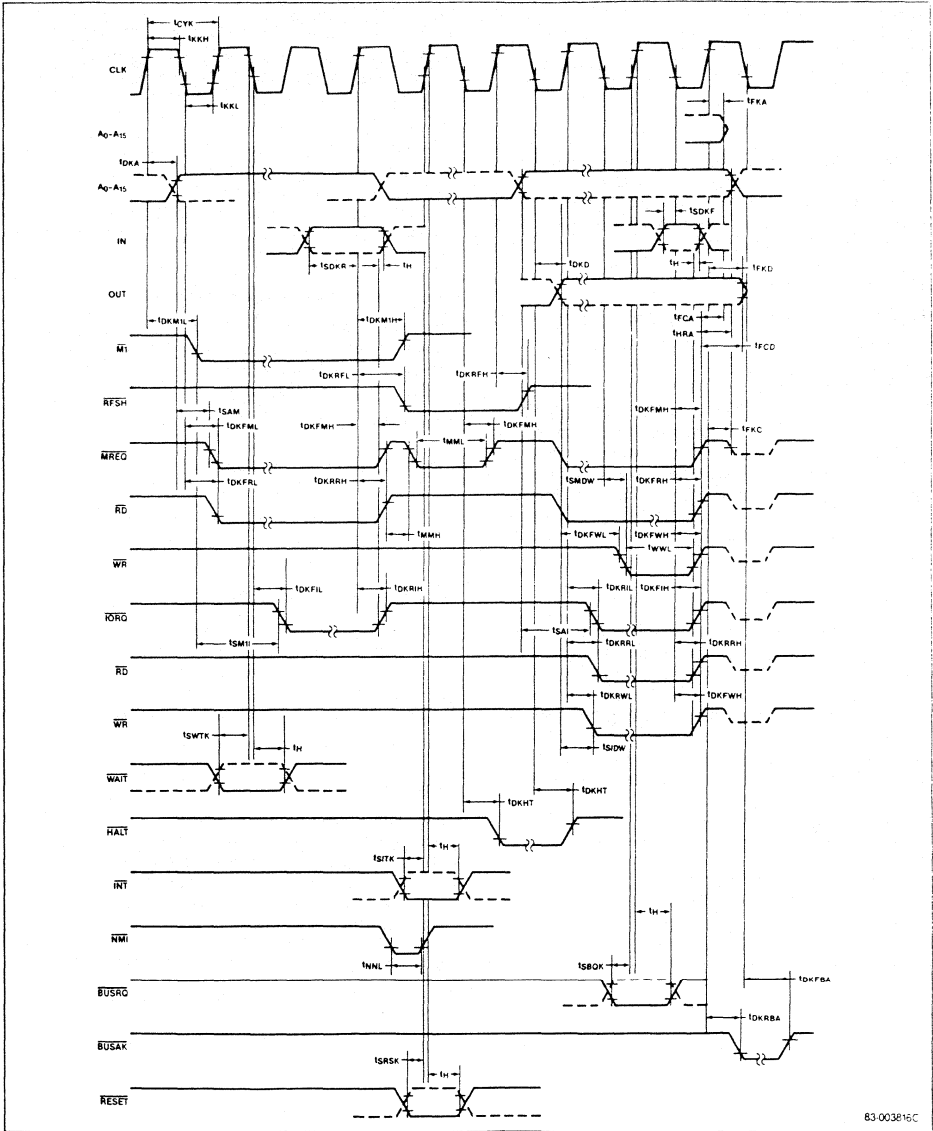 tCYK
tKKH
CLK
tKKL
tFKA
A0-A15
tDKA
A0-A15
tSDKF
IN
tSDKR tH tDKD tH tFKD
OUT
tDKM1L tDKM1H tFCA
tHRA
M1 tFCD
tDKRFL tDKRFH
RFSH
tSAM tDKFMH
tDKFML tDKFMH tDKFMH tFKC
MREQ tMML
tDKFRL tDKRRH tSMDW tDKFRH
RD
tMMH tDKFWL tDKFWH
tWWL
WR
tDKFIL tDKRIH tDKRIL tDKFIH
IORQ
tSM1I tSAI tDKRRL tDKRRH
RD
tDKRWL tDKFWH
WR
tSWTK tH tSIDW
WAIT
tDKHT tDKHT
HALT
tSITK tH
INT
tH
NMI
tNNL tSBQK tDKFBA
BUSRQ
tDKRBA
BUSAK
tSRSK tH
RESET
83-003816C